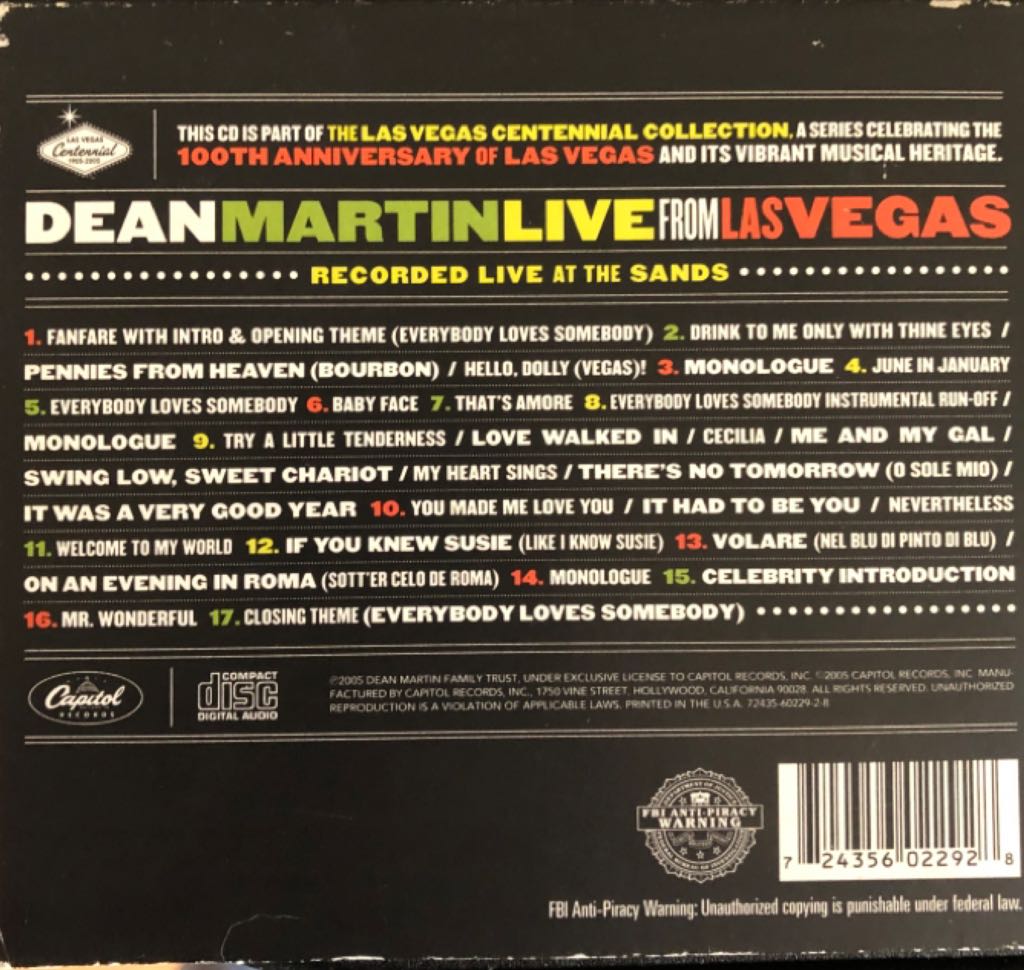 LAS VEGAS
Centennial
1905-2005
THIS CD IS PART OF THE LAS VEGAS CENTENNIAL COLLECTION, A SERIES CELEBRATING THE
100TH ANNIVERSARY OF LAS VEGAS AND ITS VIBRANT MUSICAL HERITAGE.
DEAN MARTIN LIVE FROM LAS VEGAS
RECORDED LIVE AT THE SANDS
1. FANFARE WITH INTRO & OPENING THEME (EVERYBODY LOVES SOMEBODY) 2. DRINK TO ME ONLY WITH THINE EYES /
PENNIES FROM HEAVEN (BOURBON) / HELLO, DOLLY (VEGAS)! 3. MONOLOGUE 4. JUNE IN JANUARY
5. EVERYBODY LOVES SOMEBODY 6. BABY FACE 7. THAT'S AMORE 8. EVERYBODY LOVES SOMEBODY INSTRUMENTAL RUN-OFF /
MONOLOGUE 9. TRY A LITTLE TENDERNESS / LOVE WALKED IN / CECILIA / ME AND MY GAL /
SWING LOW, SWEET CHARIOT / MY HEART SINGS / THERE'S NO TOMORROW (O SOLE MIO) /
IT WAS A VERY GOOD YEAR 10. YOU MADE ME LOVE YOU / IT HAD TO BE YOU / NEVERTHELESS
11. WELCOME TO MY WORLD 12. IF YOU KNEW SUSIE (LIKE I KNOW SUSIE) 13. VOLARE (NEL BLU DI PINTO DI BLU) /
ON AN EVENING IN ROMA (SOTT'ER CELO DE ROMA) 14. MONOLOGUE 15. CELEBRITY INTRODUCTION
16. MR. WONDERFUL 17. CLOSING THEME (EVERYBODY LOVES SOMEBODY)
Capitol
RECORDS
COMPACT
disc
DIGITAL AUDIO
℗2005 DEAN MARTIN FAMILY TRUST, UNDER EXCLUSIVE LICENSE TO CAPITOL RECORDS, INC. ©2005 CAPITOL RECORDS, INC. MANU-
FACTURED BY CAPITOL RECORDS, INC., 1750 VINE STREET, HOLLYWOOD, CALIFORNIA 90028. ALL RIGHTS RESERVED. UNAUTHORIZED
REPRODUCTION IS A VIOLATION OF APPLICABLE LAWS. PRINTED IN THE U.S.A. 72435-60229-2-8
FBI ANTI-PIRACY
WARNING
7 24356 02292 8
FBI Anti-Piracy Warning: Unauthorized copying is punishable under federal law.